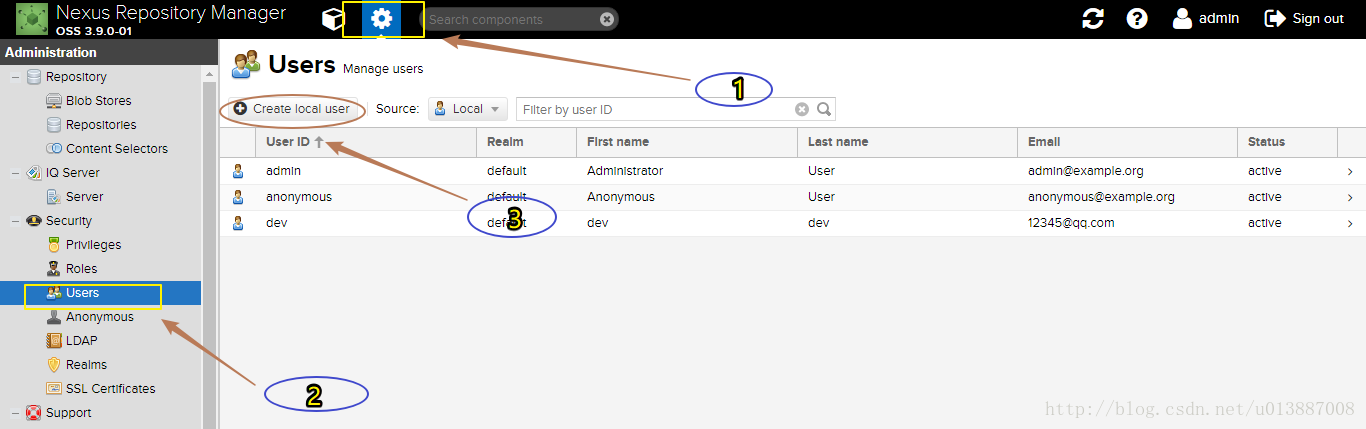 Nexus Repository Manager
OSS 3.9.0-01
Search components
admin
Sign out
Administration
Repository
Blob Stores
Repositories
Content Selectors
IQ Server
Server
Security
Privileges
Roles
Users
Anonymous
LDAP
Realms
SSL Certificates
Support
Users Manage users
1
Create local user Source: Local Filter by user ID
User ID Realm First name Last name Email Status
admin default Administrator User admin@example.org active
anonymous default Anonymous User anonymous@example.org active
dev default dev dev 12345@qq.com active
3
2
http://blog.csdn.net/u013887008